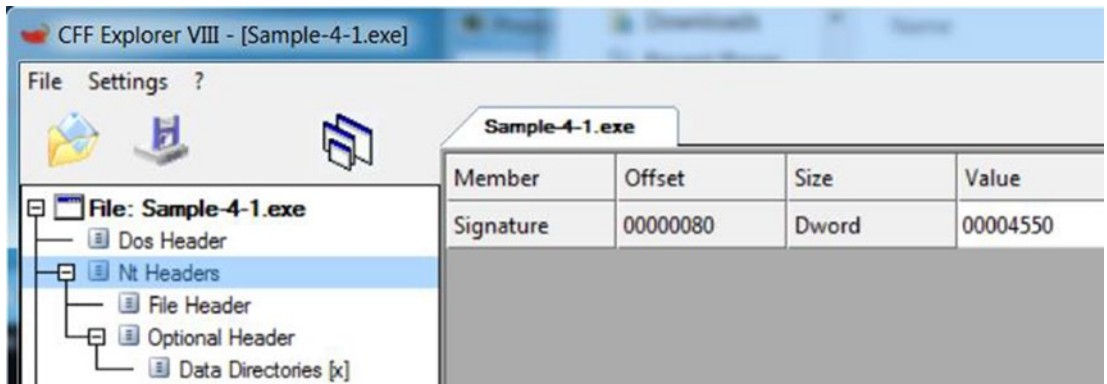 CFF Explorer VIII - [Sample-4-1.exe]
File Settings ?
Sample-4-1.exe
Member Offset Size Value
Signature 00000080 Dword 00004550
File: Sample-4-1.exe
Dos Header
Nt Headers
File Header
Optional Header
Data Directories [x]